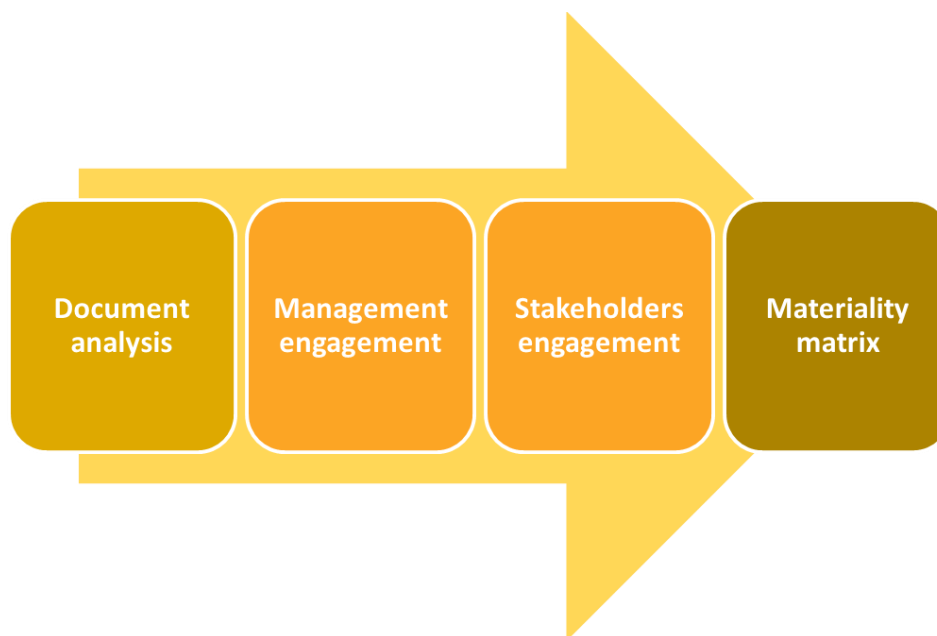 Document
analysis
Management
engagement
Stakeholders
engagement
Materiality
matrix